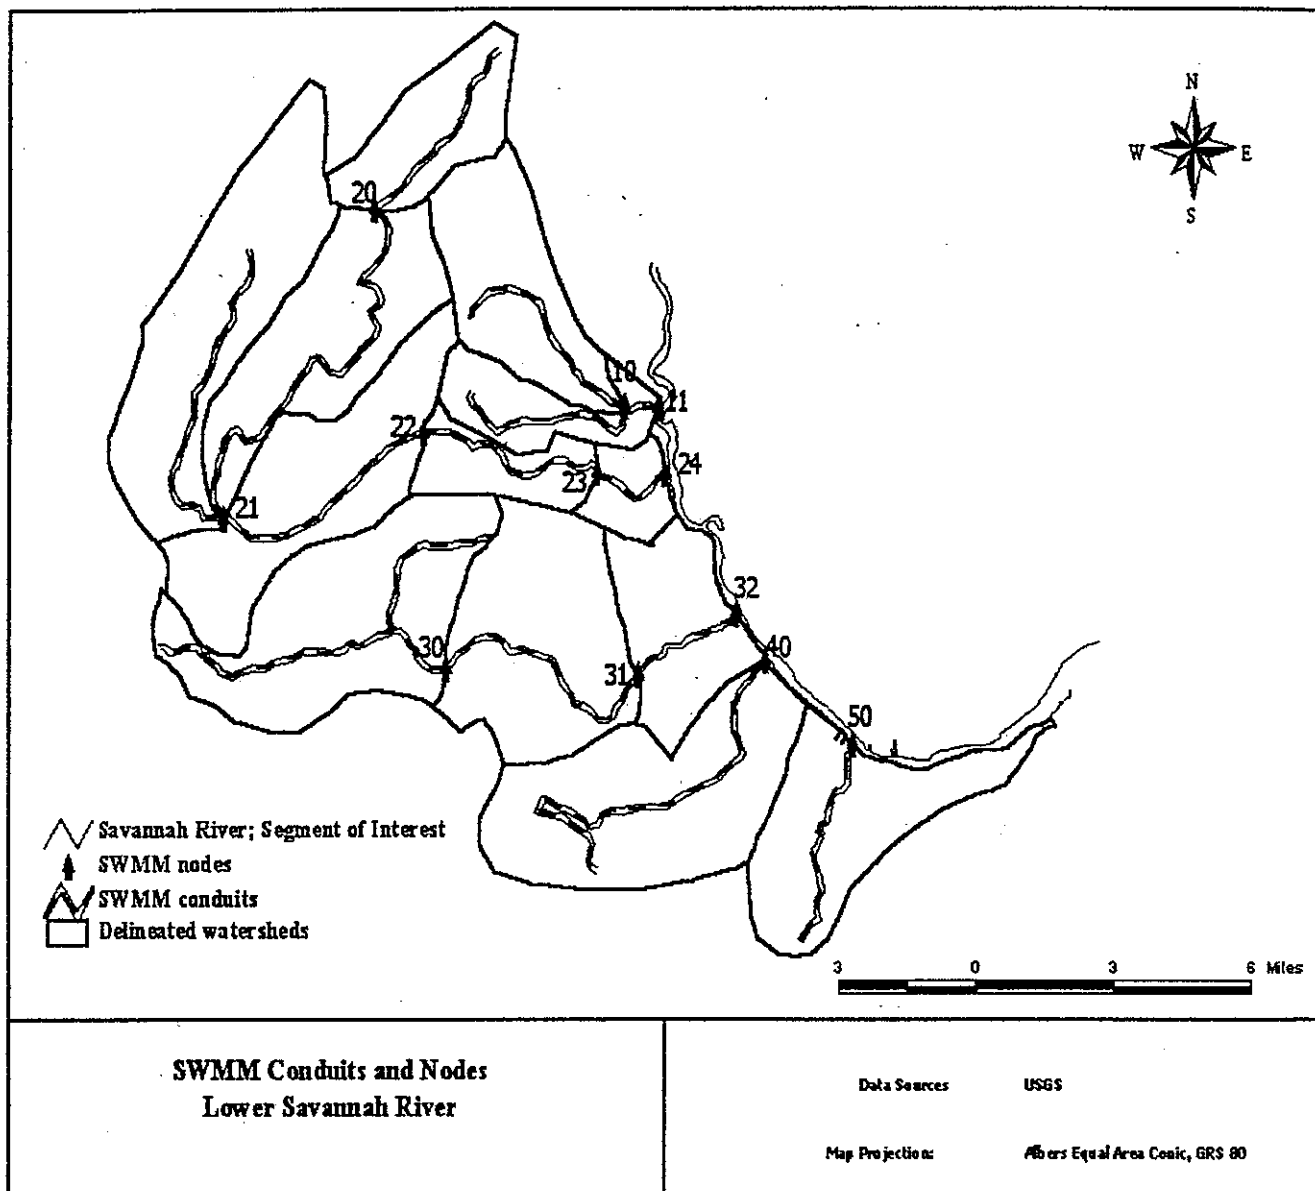 N
W E
S
20
10
11
22
24
23
21
32
30
40
31
50
Savannah River; Segment of Interest
SWMM nodes
SWMM conduits
Delineated watersheds
3 0 3 6 Miles
SWMM Conduits and Nodes
Lower Savannah River
Data Sources USGS
Map Projection: Albers Equal Area Conic, GRS 80